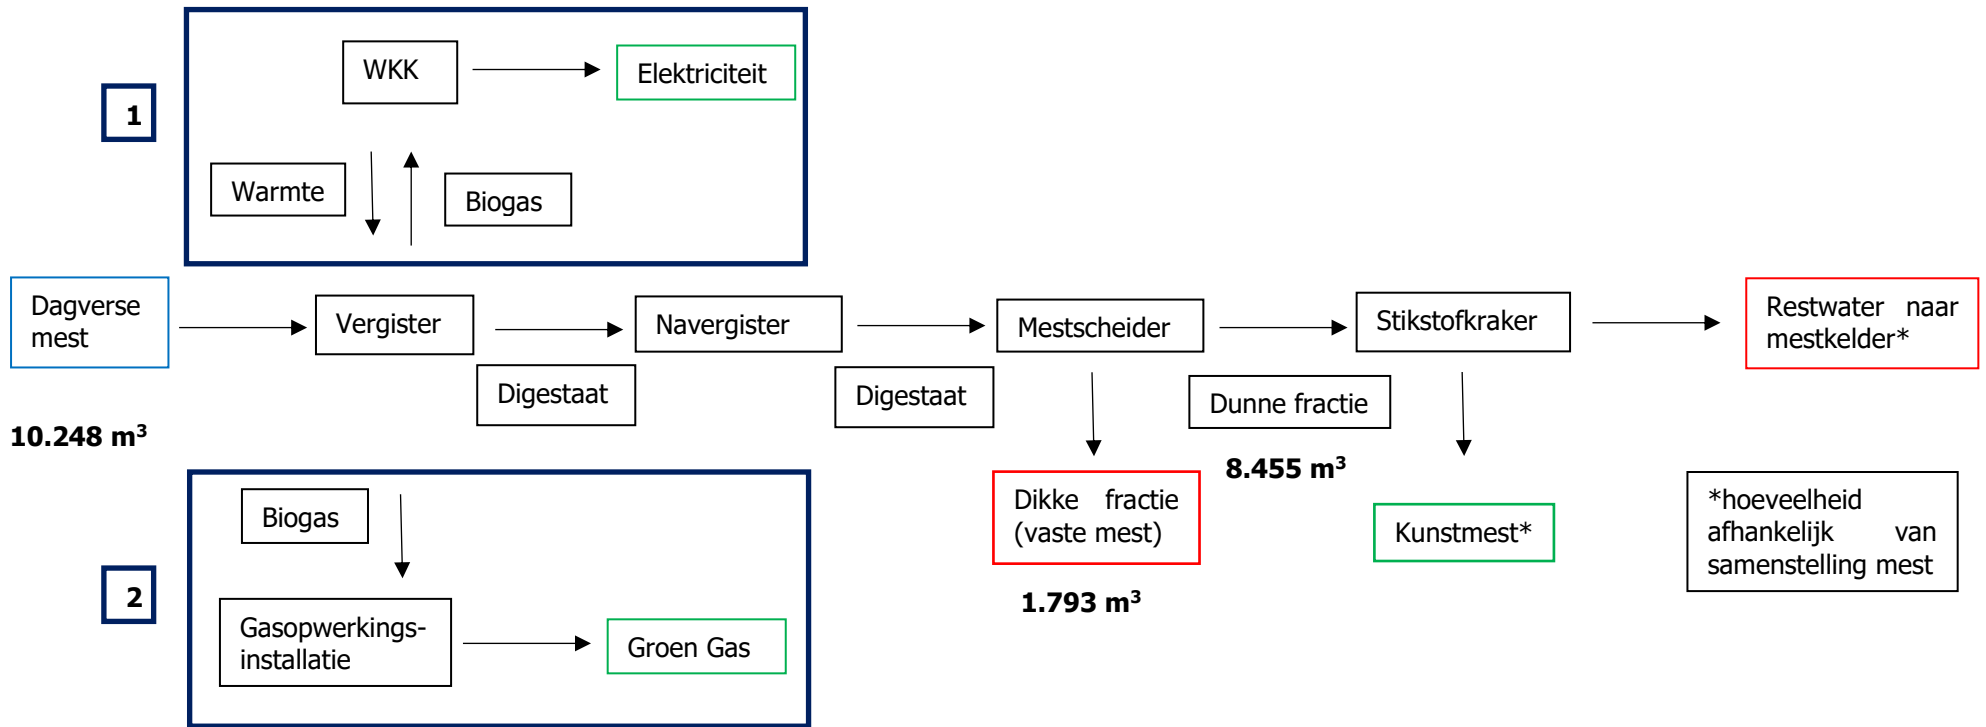 WKK
Elektriciteit
1
Warmte
Biogas
Dagverse
mest
Vergister
Navergister
Mestscheider
Stikstofkraker
Restwater naar
mestkelder*
Digestaat
Digestaat
Dunne fractie
10.248 m³
8.455 m³
Biogas
Dikke fractie
(vaste mest)
Kunstmest*
*hoeveelheid
afhankelijk van
samenstelling mest
2
1.793 m³
Gasopwerkings-
installatie
Groen Gas